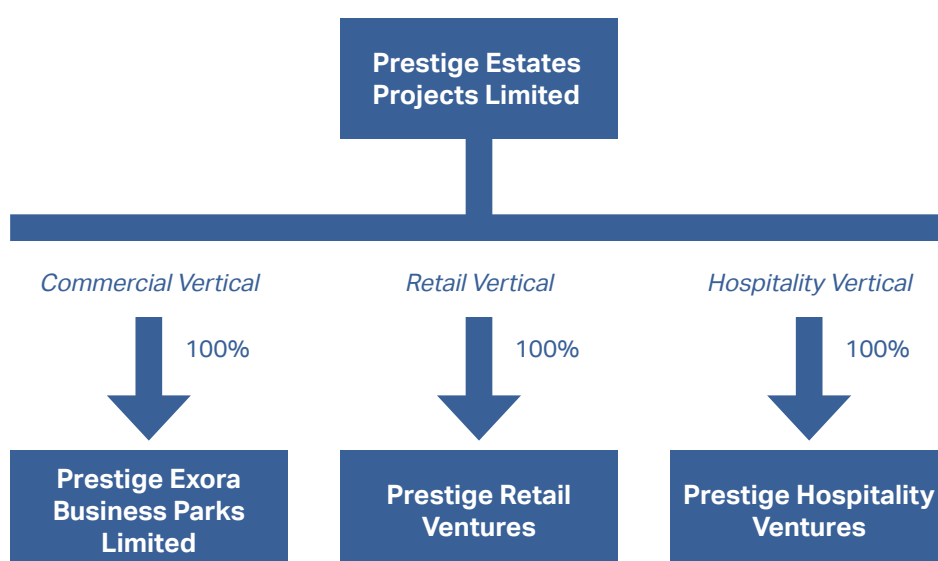 Prestige Estates
Projects Limited
Commercial Vertical
Retail Vertical
Hospitality Vertical
100%
100%
100%
Prestige Exora
Business Parks
Limited
Prestige Retail
Ventures
Prestige Hospitality
Ventures